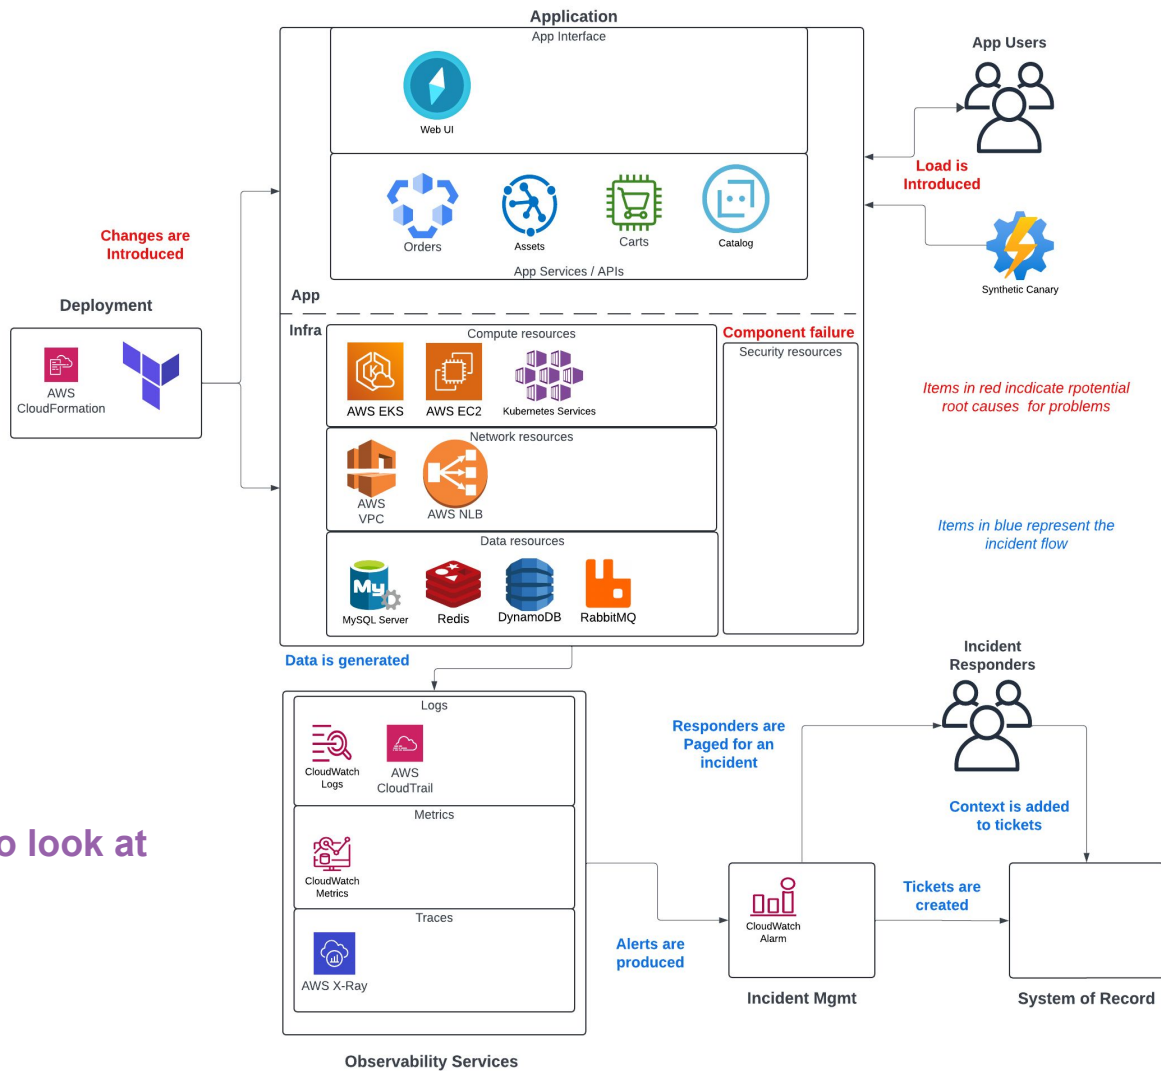 Application
App Interface
Web UI
Orders
Assets
Carts
Catalog
App Services / APIs
App
App Users
Load is
Introduced
Synthetic Canary
Changes are
Introduced
Deployment
AWS
CloudFormation
Infra
Compute resources
AWS EKS
AWS EC2
Kubernetes Services
Network resources
AWS
VPC
AWS NLB
Data resources
My
MySQL Server
Redis
DynamoDB
RabbitMQ
Component failure
Security resources
Items in red incdicate rpotential
root causes for problems
Items in blue represent the
incident flow
Data is generated
Logs
CloudWatch
Logs
AWS
CloudTrail
Metrics
CloudWatch
Metrics
Traces
AWS X-Ray
Observability Services
o look at
Alerts are
produced
Responders are
Paged for an
incident
Incident
Responders
Context is added
to tickets
CloudWatch
Alarm
Incident Mgmt
Tickets are
created
System of Record